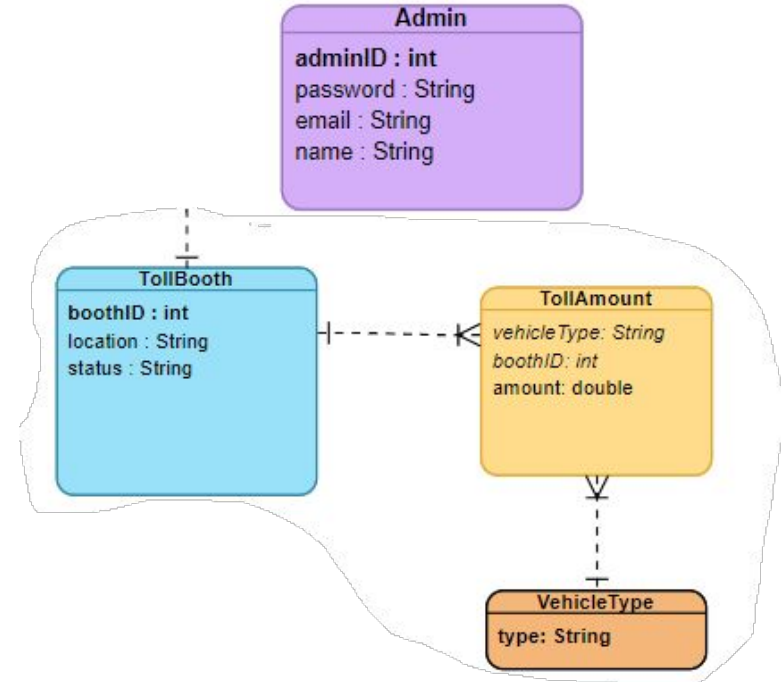 Admin
adminID : int
password : String
email : String
name : String
TollBooth
boothID : int
location : String
status : String
TollAmount
vehicleType: String
boothID: int
amount: double
VehicleType
type: String